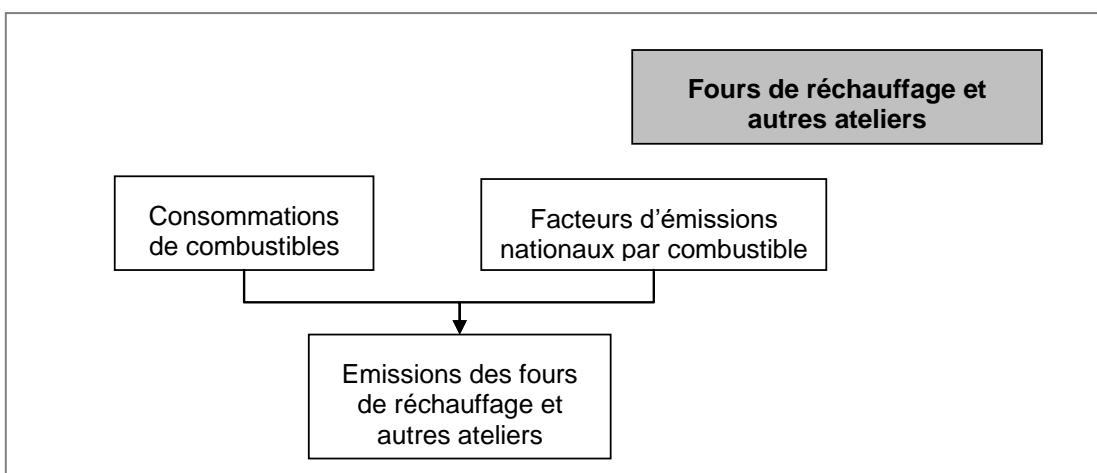 Fours de réchauffage et
autres ateliers
Consommations
de combustibles
Facteurs d'émissions
nationaux par combustible
Emissions des fours
de réchauffage et
autres ateliers